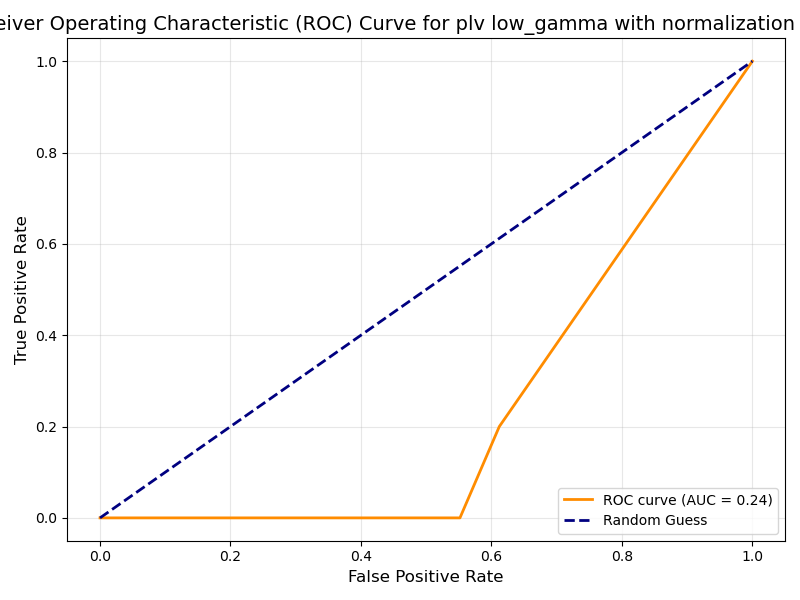 Operating Characteristic (ROC) Curve for plv low_gamma with normalization
1.0
0.8
0.6
0.4
0.2
0.0
True Positive Rate
0.0 0.2 0.4 0.6 0.8 1.0
False Positive Rate
ROC curve (AUC = 0.24)
Random Guess